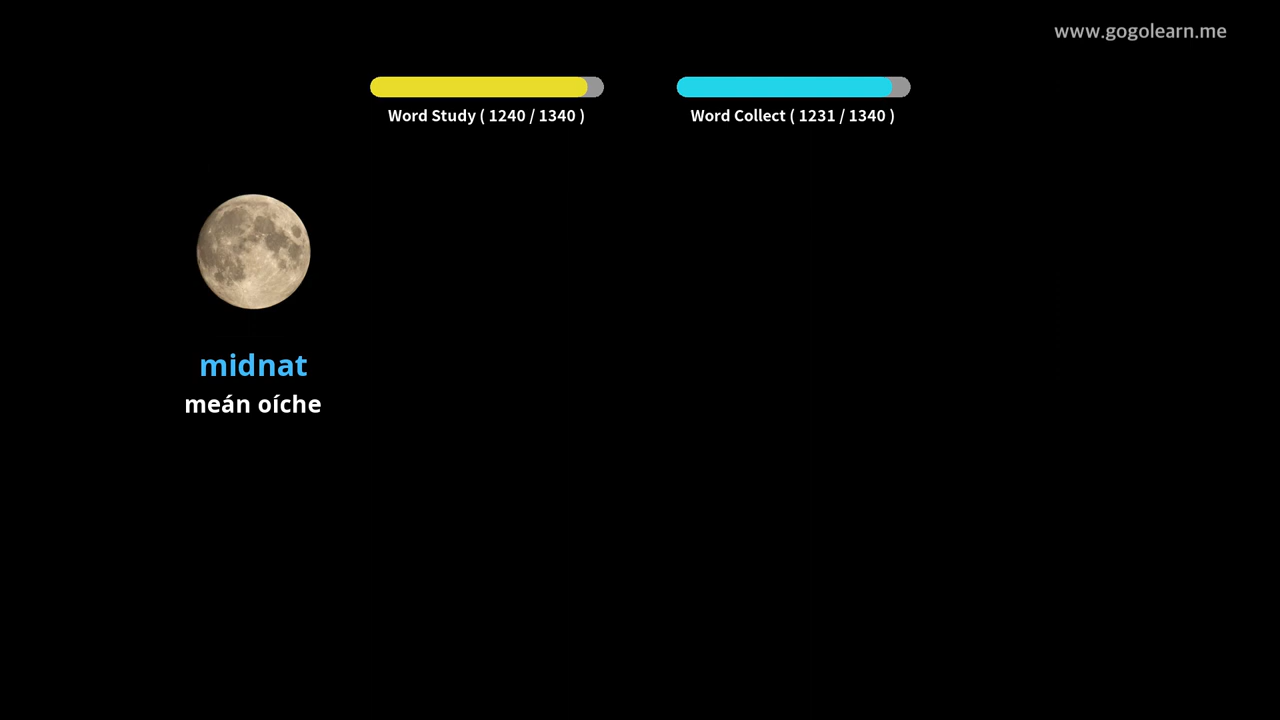 www.gogolearn.me
Word Study ( 1240 / 1340 )
Word Collect ( 1231 / 1340 )
midnat
meán oíche